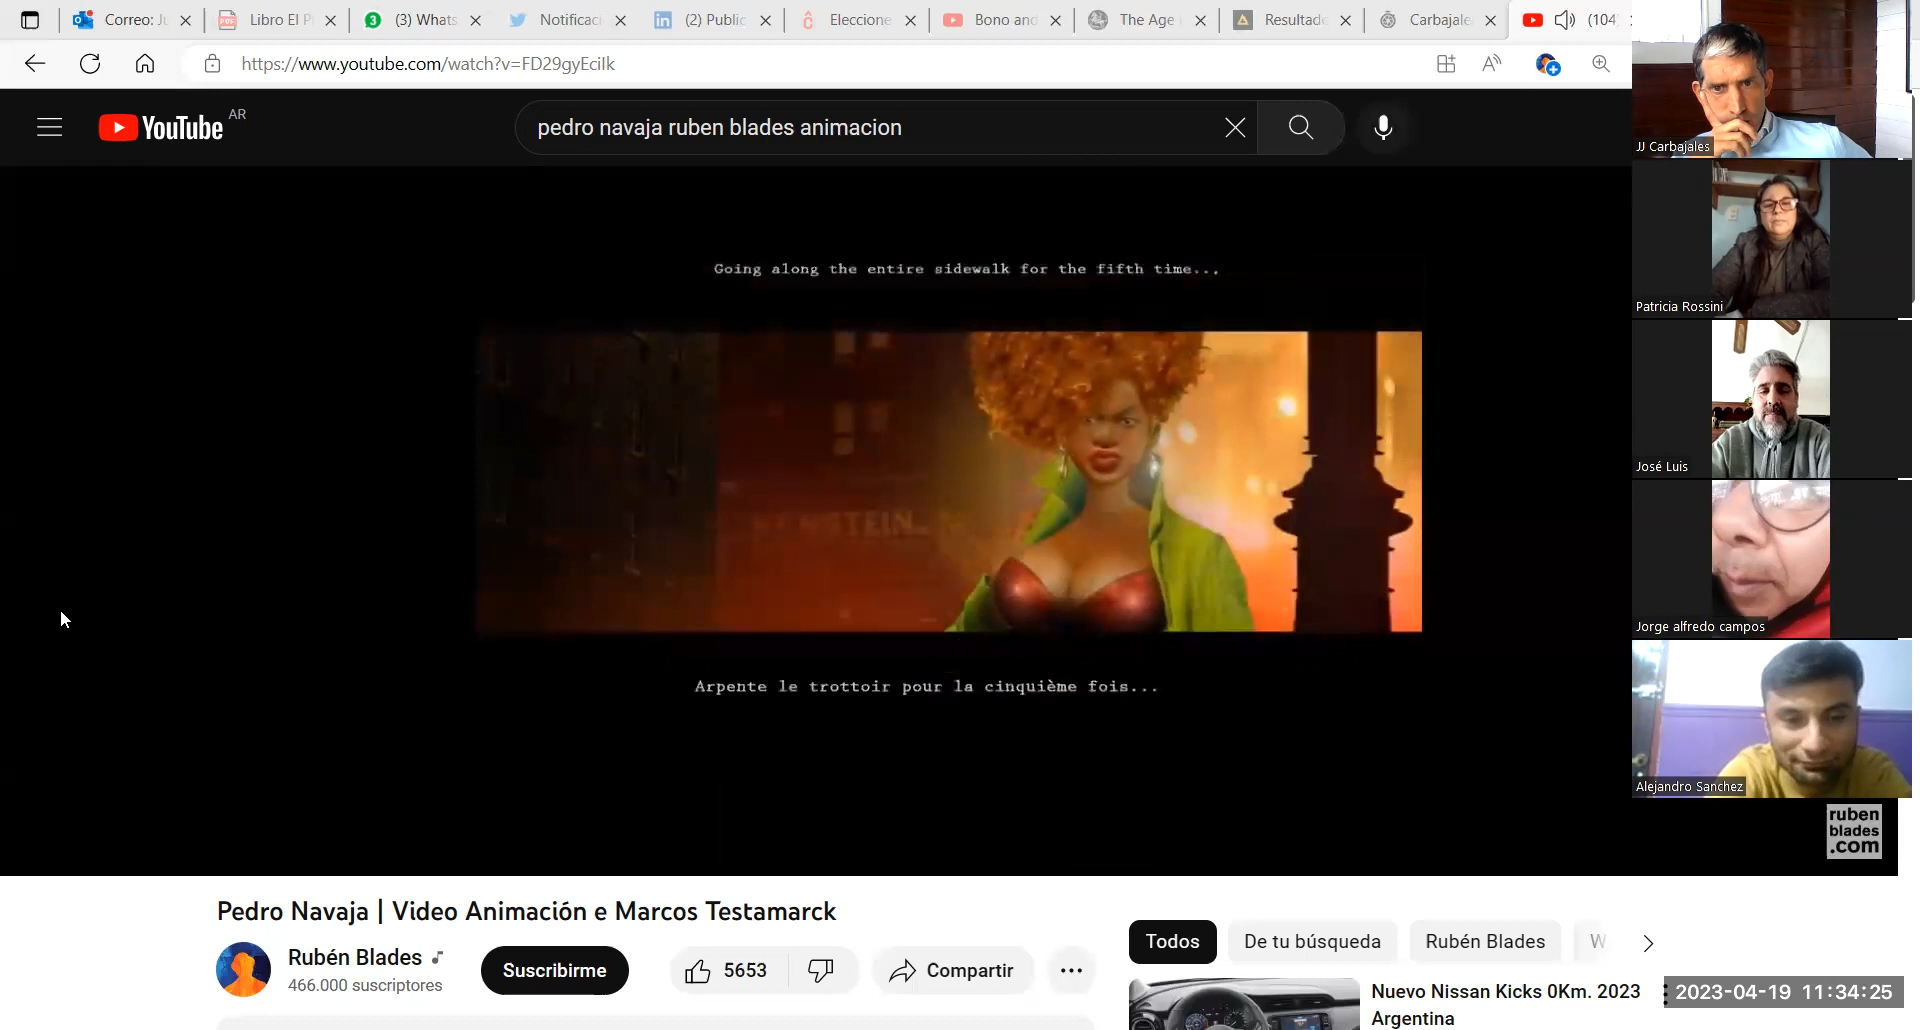 Correo: Ju
Libro El P
(3) Whats
Notificaci
(2) Public
Eleccione
Bono and
The Age
Resultado
Carbajale
(104
https://www.youtube.com/watch?v=FD29gyEcilk
YouTube AR
pedro navaja ruben blades animacion
Going along the entire sidewalk for the fifth time...
Arpente le trottoir pour la cinquième fois...
JJ Carbajales
Patricia Rossini
José Luis
Jorge alfredo campos
Alejandro Sanchez
ruben
blades
.com
Pedro Navaja | Video Animación e Marcos Testamarck
Rubén Blades
466.000 suscriptores
Suscribirme
5653
Compartir
Todos
De tu búsqueda
Rubén Blades
W
Nuevo Nissan Kicks 0Km. 2023
Argentina
2023-04-19 11:34:25